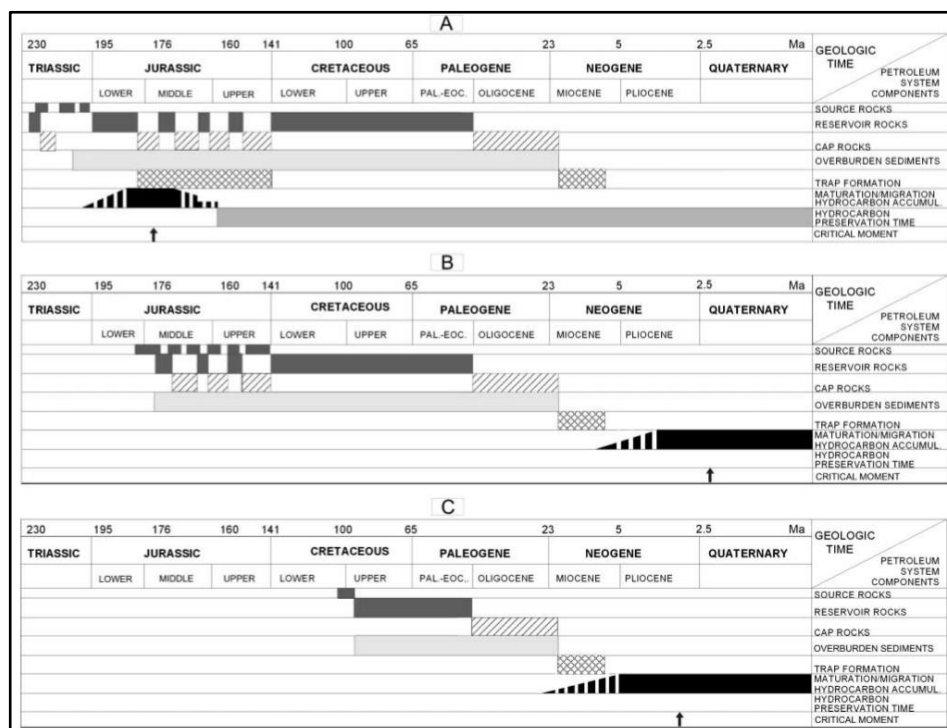 A
230 195 176 160 141 100 65 23 5 2.5 Ma
GEOLOGIC
TIME
TRIASSIC JURASSIC CRETACEOUS PALEOGENE NEOGENE QUATERNARY
PETROLEUM
SYSTEM
COMPONENTS
LOWER MIDDLE UPPER LOWER UPPER PAL.-EOC. OLIGOCENE MIOCENE PLIOCENE
SOURCE ROCKS
RESERVOIR ROCKS
CAP ROCKS
OVERBURDEN SEDIMENTS
TRAP FORMATION
MATURATION/MIGRATION
HYDROCARBON ACCUMUL.
HYDROCARBON
PRESERVATION TIME
CRITICAL MOMENT
B
230 195 176 160 141 100 65 23 5 2.5 Ma
GEOLOGIC
TIME
TRIASSIC JURASSIC CRETACEOUS PALEOGENE NEOGENE QUATERNARY
PETROLEUM
SYSTEM
COMPONENTS
LOWER MIDDLE UPPER LOWER UPPER PAL.-EOC. OLIGOCENE MIOCENE PLIOCENE
SOURCE ROCKS
RESERVOIR ROCKS
CAP ROCKS
OVERBURDEN SEDIMENTS
TRAP FORMATION
MATURATION/MIGRATION
HYDROCARBON ACCUMUL.
HYDROCARBON
PRESERVATION TIME
CRITICAL MOMENT
C
230 195 176 160 141 100 65 23 5 2.5 Ma
GEOLOGIC
TIME
TRIASSIC JURASSIC CRETACEOUS PALEOGENE NEOGENE QUATERNARY
PETROLEUM
SYSTEM
COMPONENTS
LOWER MIDDLE UPPER LOWER UPPER PAL.-EOC.. OLIGOCENE MIOCENE PLIOCENE
SOURCE ROCKS
RESERVOIR ROCKS
CAP ROCKS
OVERBURDEN SEDIMENTS
TRAP FORMATION
MATURATION/MIGRATION
HYDROCARBON ACCUMUL.
HYDROCARBON
PRESERVATION TIME
CRITICAL MOMENT